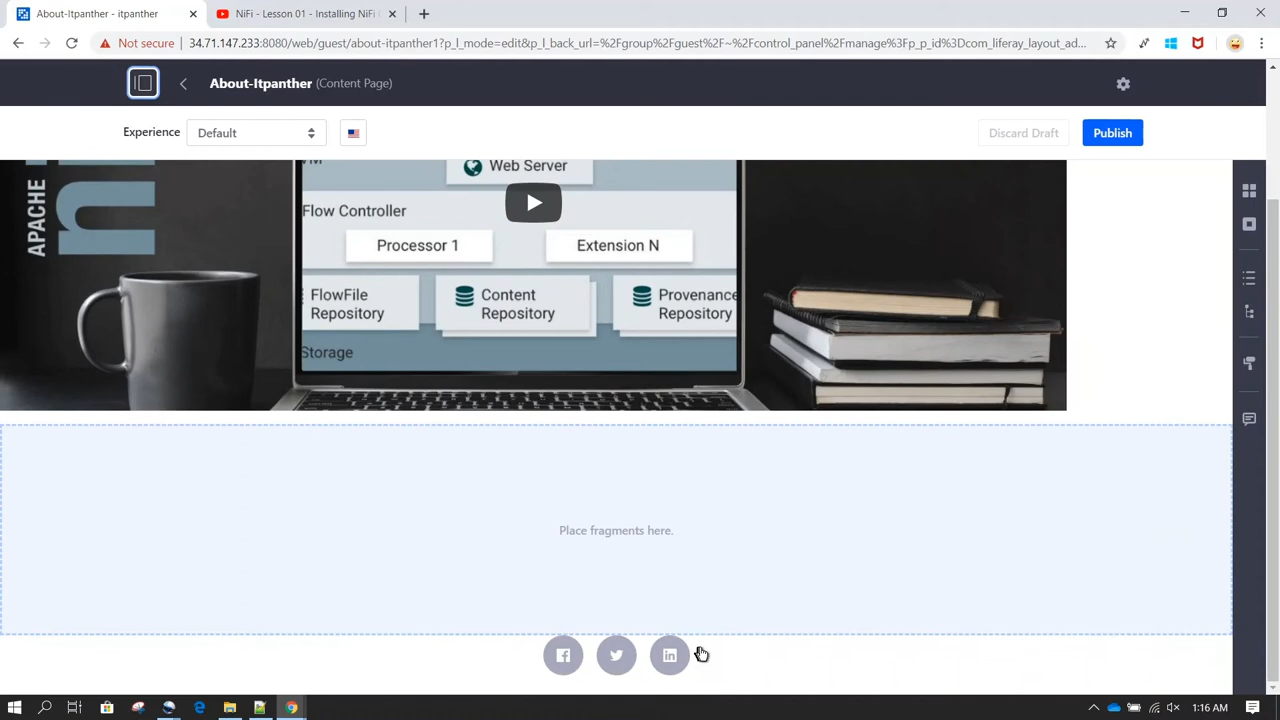 About-Itpanther - itpanther
NiFi - Lesson 01 - Installing NiFi
Not secure
34.71.147.233:8080/web/guest/about-itpanther1?p_l_mode=edit&p_l_back_url=%2Fgroup%2Fguest%2F~%2Fcontrol_panel%2Fmanage%3Fp_p_id%3Dcom_liferay_layout_ad...
About-Itpanther (Content Page)
Experience
Default
Discard Draft
Publish
APACHE
ni
VM
Web Server
Flow Controller
Processor 1
Extension N
FlowFile
Repository
Content
Repository
Provenance
Repository
Storage
Place fragments here.
1:16 AM